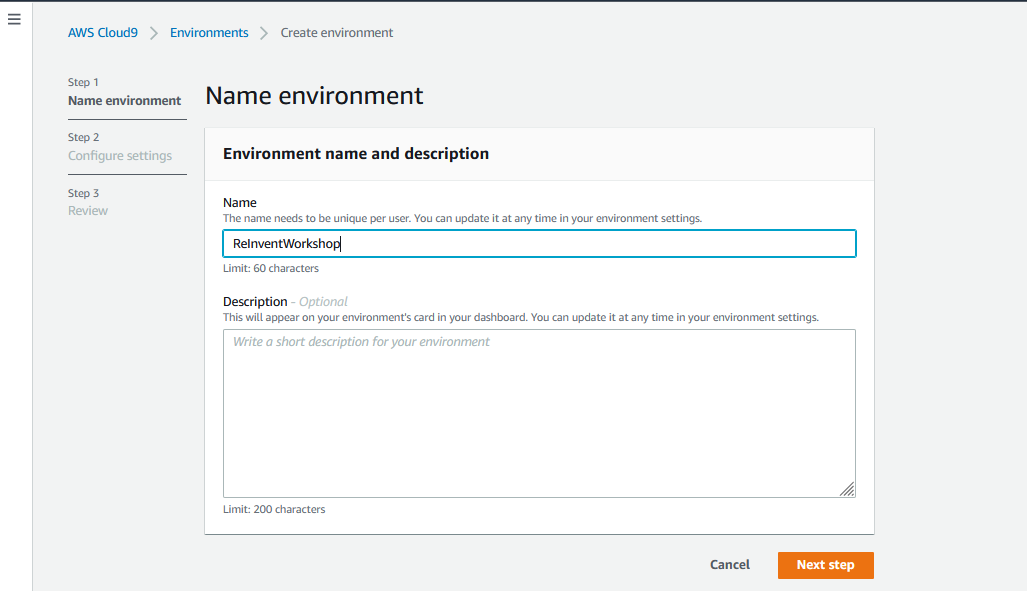 AWS Cloud9 > Environments > Create environment
Step 1
Name environment
Step 2
Configure settings
Step 3
Review
Name environment
Environment name and description
Name
The name needs to be unique per user. You can update it at any time in your environment settings.
ReInventWorkshop
Limit: 60 characters
Description - Optional
This will appear on your environment's card in your dashboard. You can update it at any time in your environment settings.
Write a short description for your environment
Limit: 200 characters
Cancel
Next step